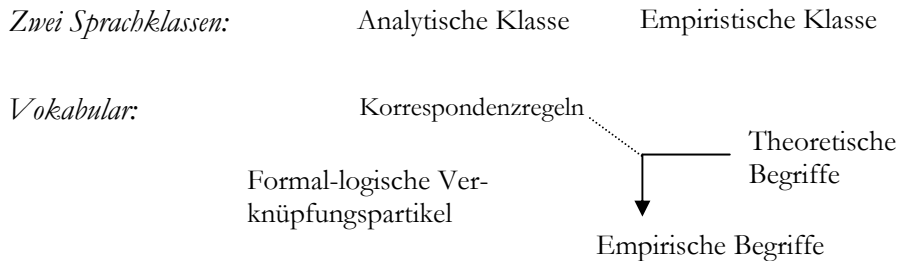 Zwei Sprachklassen: Analytische Klasse Empiristische Klasse
Vokabular: Korrespondenzregeln
Theoretische
Begriffe
Formal-logische Ver-
knüpfungspartikel
Empirische Begriffe